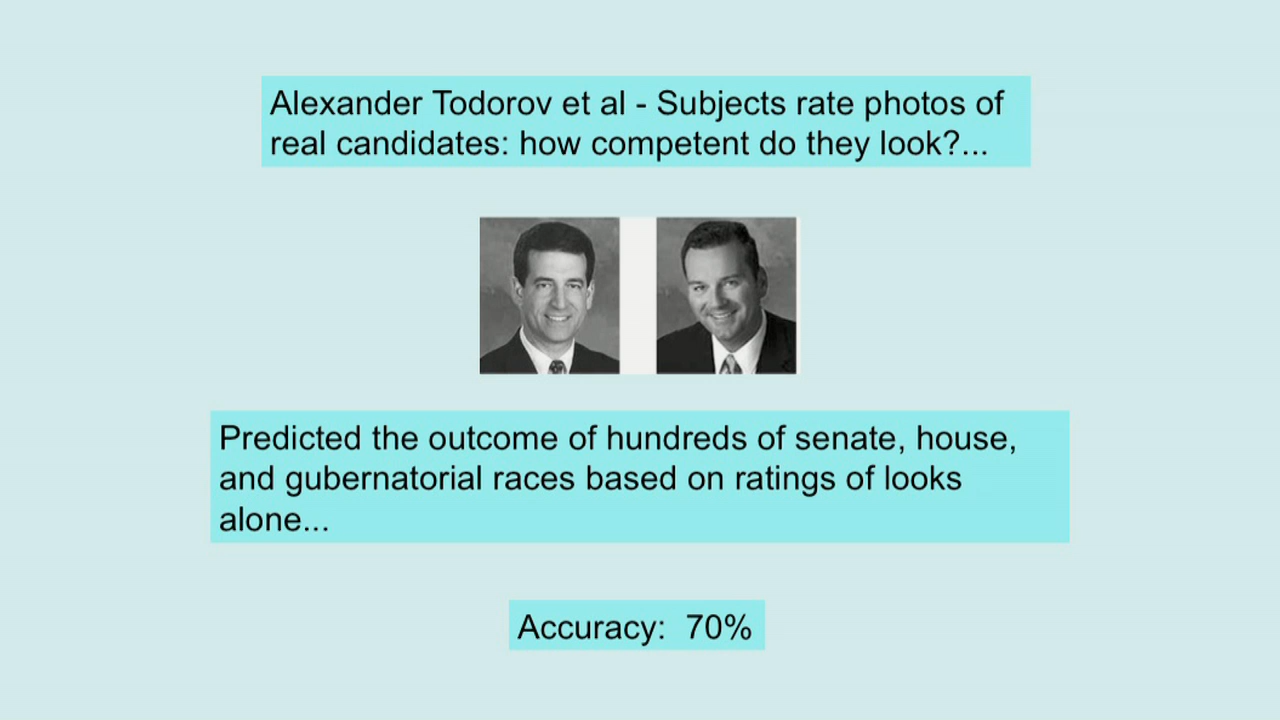 Alexander Todorov et al - Subjects rate photos of
real candidates: how competent do they look?...
Predicted the outcome of hundreds of senate, house,
and gubernatorial races based on ratings of looks
alone...
Accuracy:  70%